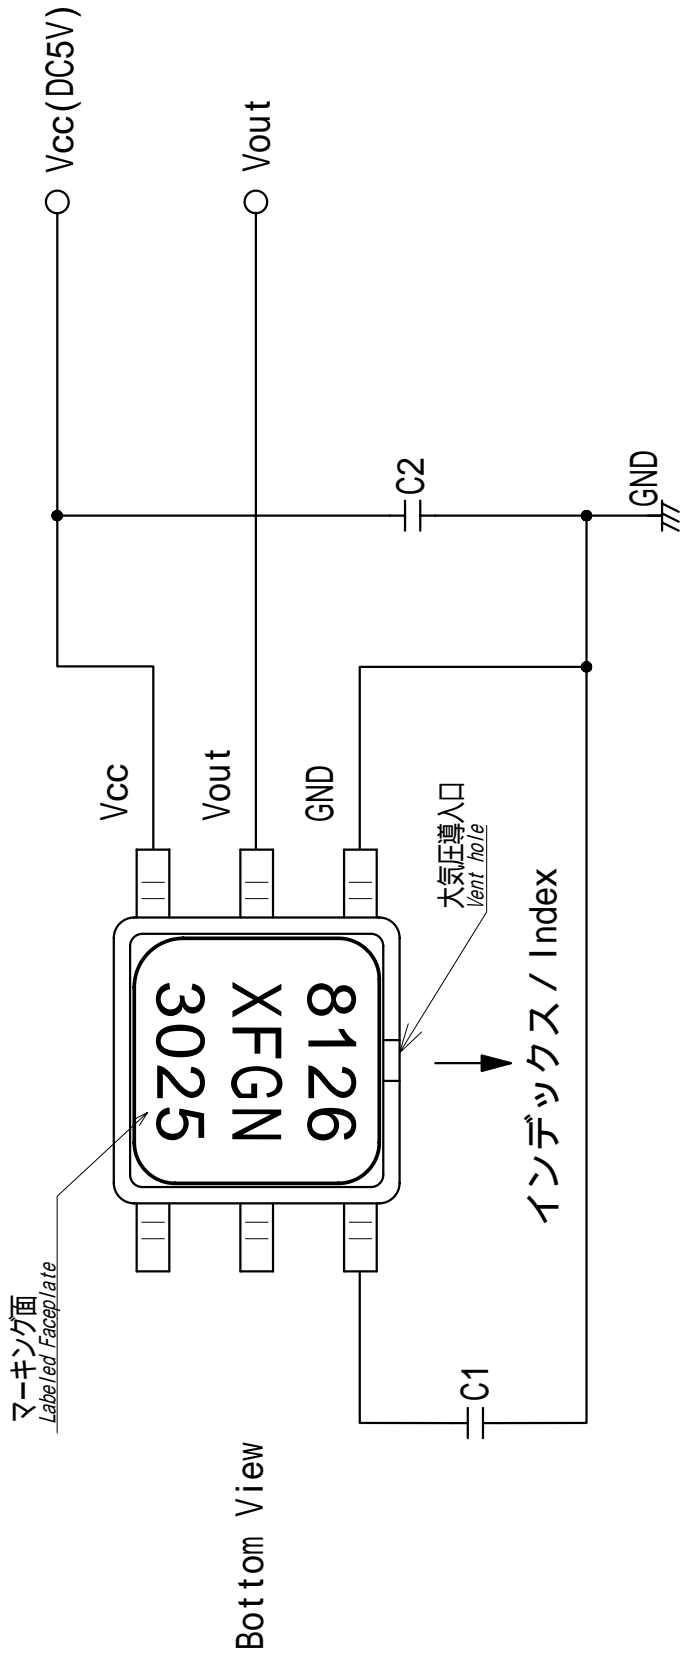 Vcc(DC5V)
Vout
C2
GND
Vcc
Vout
GND
大気圧導入口
Vent hole
3025
XFGN
8126
インデックス/Index
マーキング面
Labeled Faceplate
C1
Bottom View